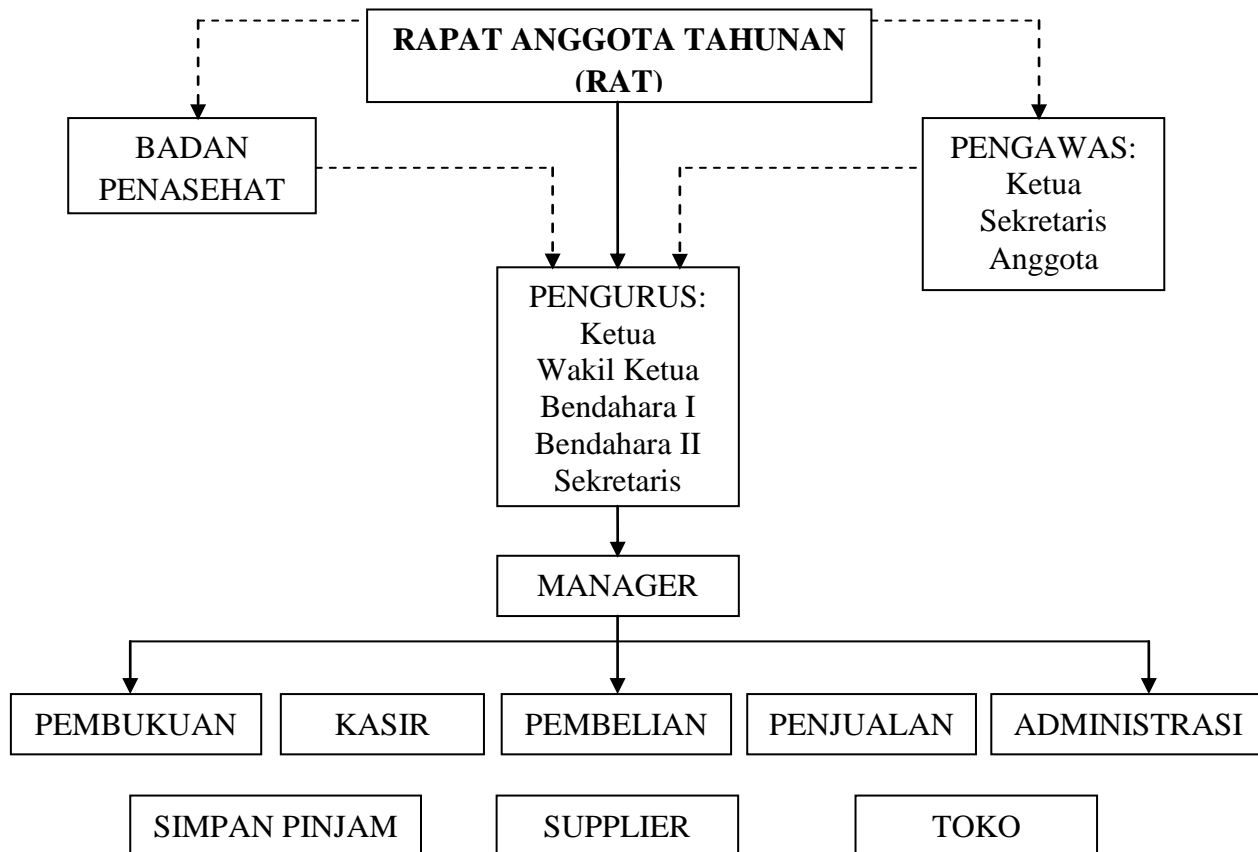 RAPAT ANGGOTA TAHUNAN
(RAT)
BADAN
PENASEHAT
PENGAWAS:
Ketua
Sekretaris
Anggota
PENGURUS:
Ketua
Wakil Ketua
Bendahara I
Bendahara II
Sekretaris
MANAGER
PEMBUKUAN
KASIR
PEMBELIAN
PENJUALAN
ADMINISTRASI
SIMPAN PINJAM
SUPPLIER
TOKO